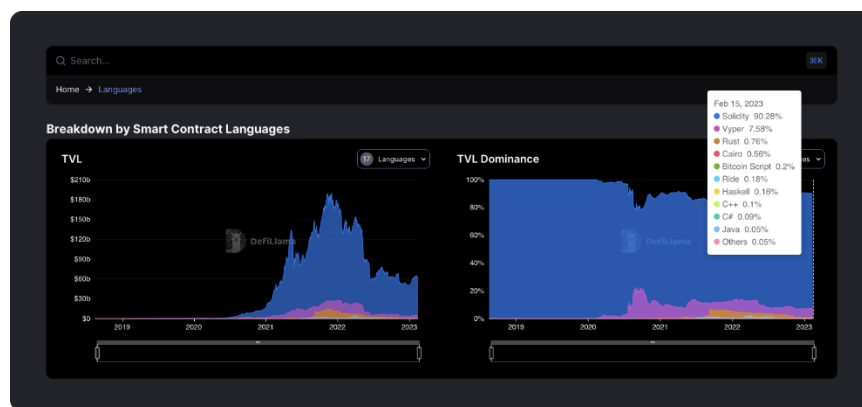 Search...
⌘K
Home → Languages
Breakdown by Smart Contract Languages
TVL
17 Languages
$210b
$180b
$150b
$120b
$90b
$60b
$30b
$0
2019 2020 2021 2022 2023
DefiLlama
TVL Dominance
100%
80%
60%
40%
20%
0%
2019 2020 2021 2022 2023
DefiLlama
Feb 15, 2023
Solidity 90.28%
Vyper 7.58%
Rust 0.76%
Cairo 0.56%
Bitcoin Script 0.2%
Ride 0.18%
Haskell 0.16%
C++ 0.1%
C# 0.09%
Java 0.05%
Others 0.05%